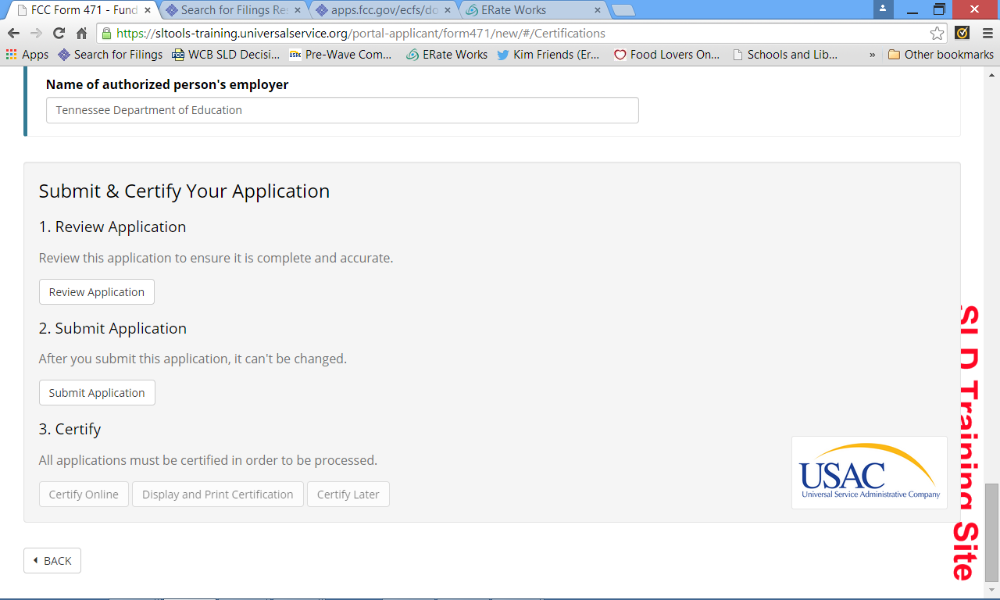 FCC Form 471 - Fund
Search for Filings Res
apps.fcc.gov/ecfs/do
ERate Works
https://sltools-training.universalservice.org/portal-applicant/form471/new/#/Certifications
Apps Search for Filings WCB SLD Decisi... Pre-Wave Com... ERate Works Kim Friends (Er... Food Lovers On... Schools and Lib... » Other bookmarks
Name of authorized person's employer
Tennessee Department of Education
Submit & Certify Your Application
1. Review Application
Review this application to ensure it is complete and accurate.
Review Application
2. Submit Application
After you submit this application, it can't be changed.
Submit Application
3. Certify
All applications must be certified in order to be processed.
Certify Online Display and Print Certification Certify Later
USAC
Universal Service Administrative Company
SLD Training Site
BACK